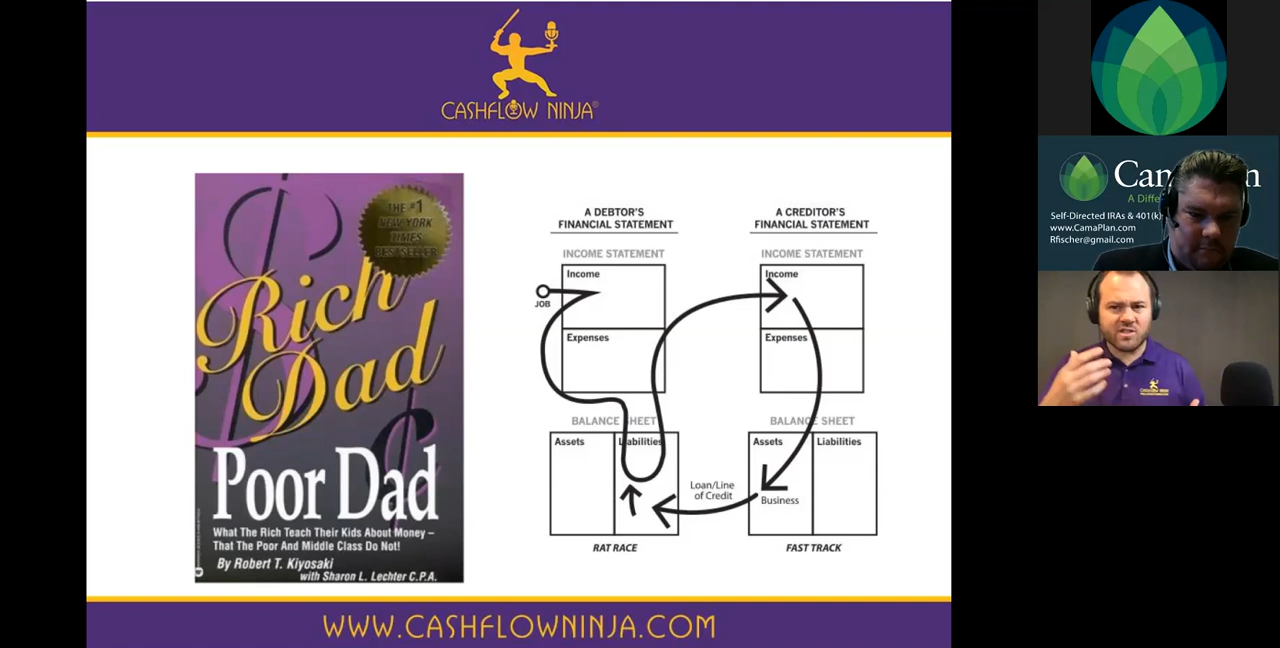 CASHFLOW NINJA®
THE #1
NEW YORK
TIMES
BESTSELLER
Rich
Dad
Poor Dad
What The Rich Teach Their Kids About Money –
That The Poor And Middle Class Do Not!
By Robert T. Kiyosaki
with Sharon L. Lechter C.P.A.
A DEBTOR'S
FINANCIAL STATEMENT
INCOME STATEMENT
Income
JOB
Expenses
BALANCE SHEET
Assets
Liabilities
RAT RACE
Loan/Line
of Credit
A CREDITOR'S
FINANCIAL STATEMENT
INCOME STATEMENT
Income
Expenses
BALANCE SHEET
Assets
Liabilities
Business
FAST TRACK
WWW.CASHFLOWNINJA.COM
A
Self-Directed IRAs & 401(k)
www.CamaPlan.com
Rfischer@gmail.com
CASHFLOW NINJA